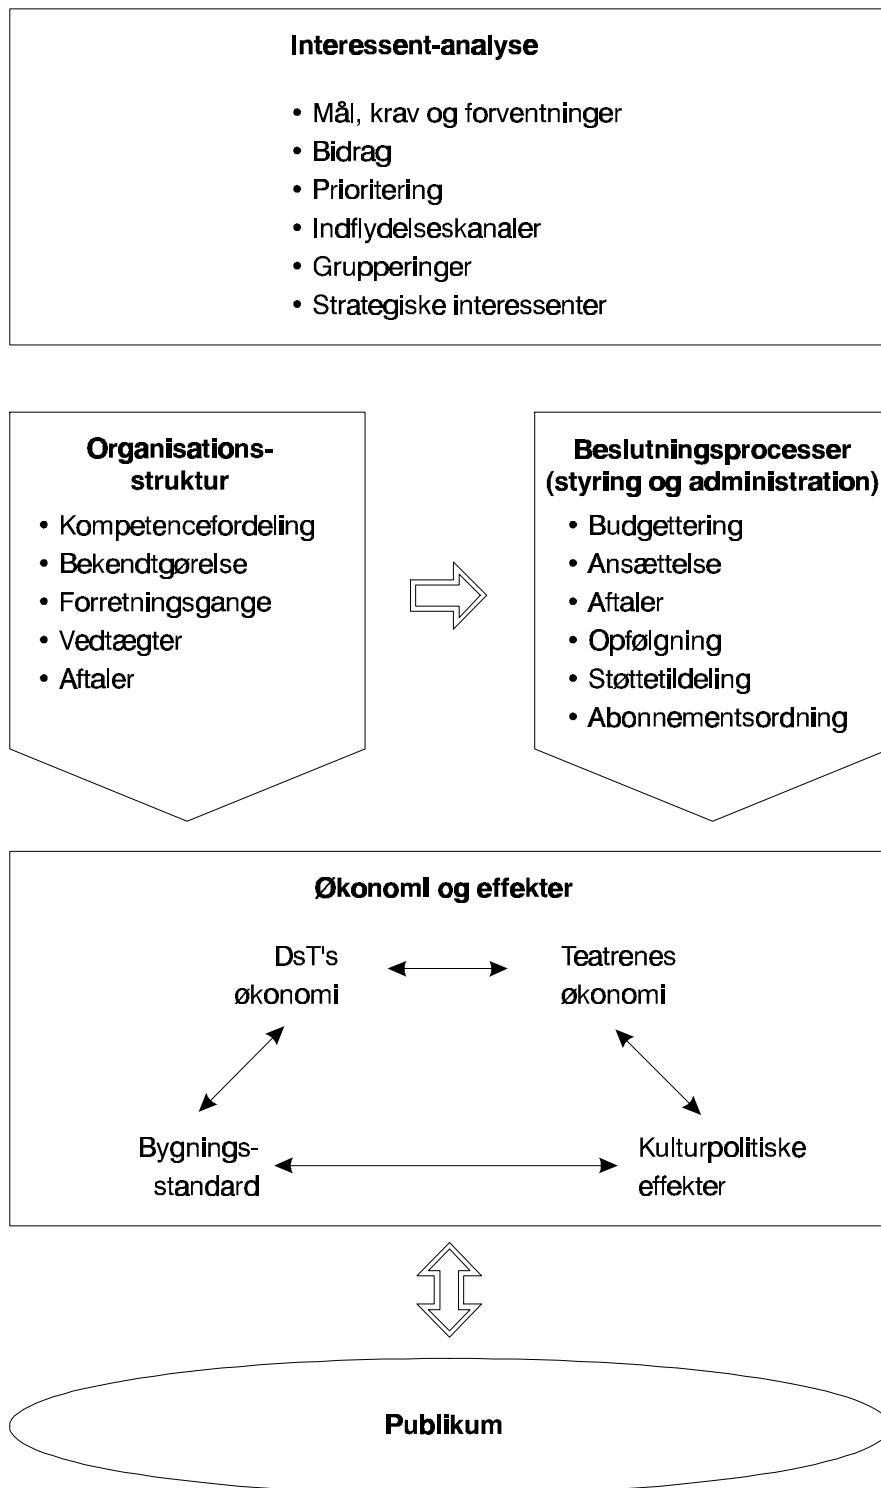 Interessent-analyse
• Mål, krav og forventninger
• Bidrag
• Prioritering
• Indflydelseskanaler
• Grupperinger
• Strategiske interessenter
Organisations-
struktur
• Kompetencefordeling
• Bekendtgørelse
• Forretningsgange
• Vedtægter
• Aftaler
Beslutningsprocesser
(styring og administration)
• Budgettering
• Ansættelse
• Aftaler
• Opfølgning
• Støttetildeling
• Abonnementsordning
Økonomi og effekter
DsT's
økonomi
Teatrenes
økonomi
Bygnings-
standard
Kulturpolitiske
effekter
Publikum